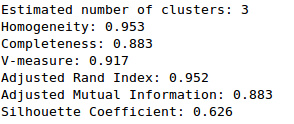 Estimated number of clusters: 3
Homogeneity: 0.953
Completeness: 0.883
V-measure: 0.917
Adjusted Rand Index: 0.952
Adjusted Mutual Information: 0.883
Silhouette Coefficient: 0.626